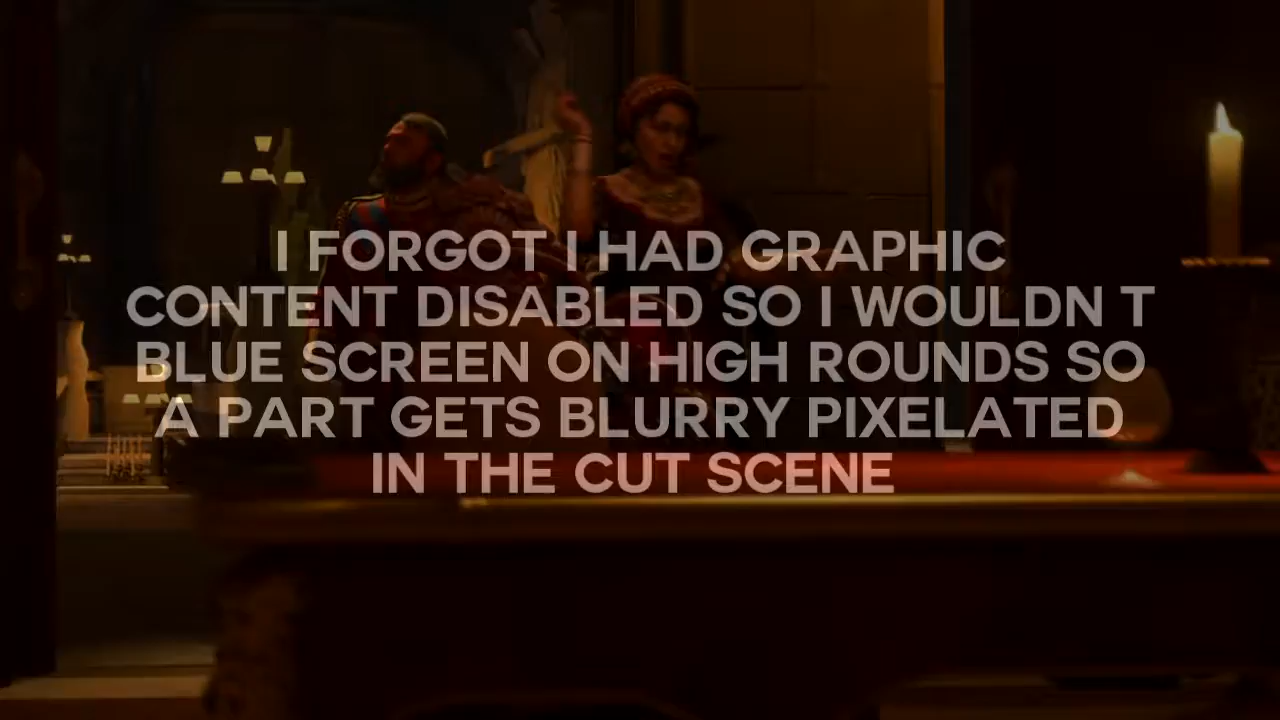 I FORGOT I HAD GRAPHIC
CONTENT DISABLED SO I WOULDN T
BLUE SCREEN ON HIGH ROUNDS SO
A PART GETS BLURRY PIXELATED
IN THE CUT SCENE